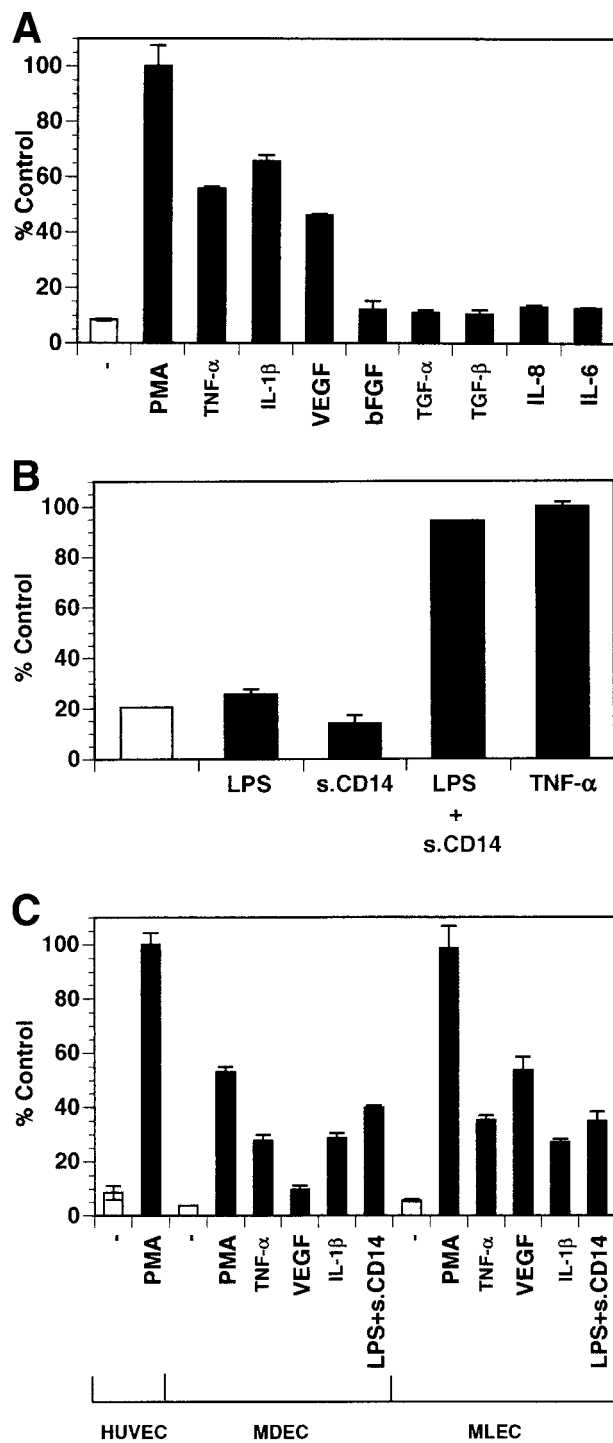 A
% Control
100
80
60
40
20
0
-
PMA
TNF-α
IL-1β
VEGF
bFGF
TGF-α
TGF-β
IL-8
IL-6
B
% Control
100
80
60
40
20
0
LPS
s.CD14
LPS
+
s.CD14
TNF-α
C
% Control
100
80
60
40
20
0
-
PMA
-
PMA
TNF-α
VEGF
IL-1β
LPS+s.CD14
-
PMA
TNF-α
VEGF
IL-1β
LPS+s.CD14
HUVEC
MDEC
MLEC